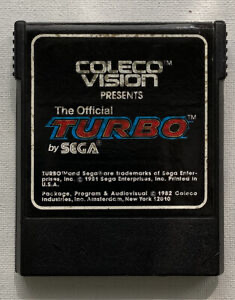 COLECO™
VISION
PRESENTS
The Official
TURBO™
by SEGA®
TURBO™and Sega® are trademarks of Sega Enter-
prises, Inc. © 1981 Sega Enterprises, Inc. Printed in
U.S.A.
Package, Program & Audiovisual © 1982 Coleco
Industries, Inc. Amsterdam, New York 12010